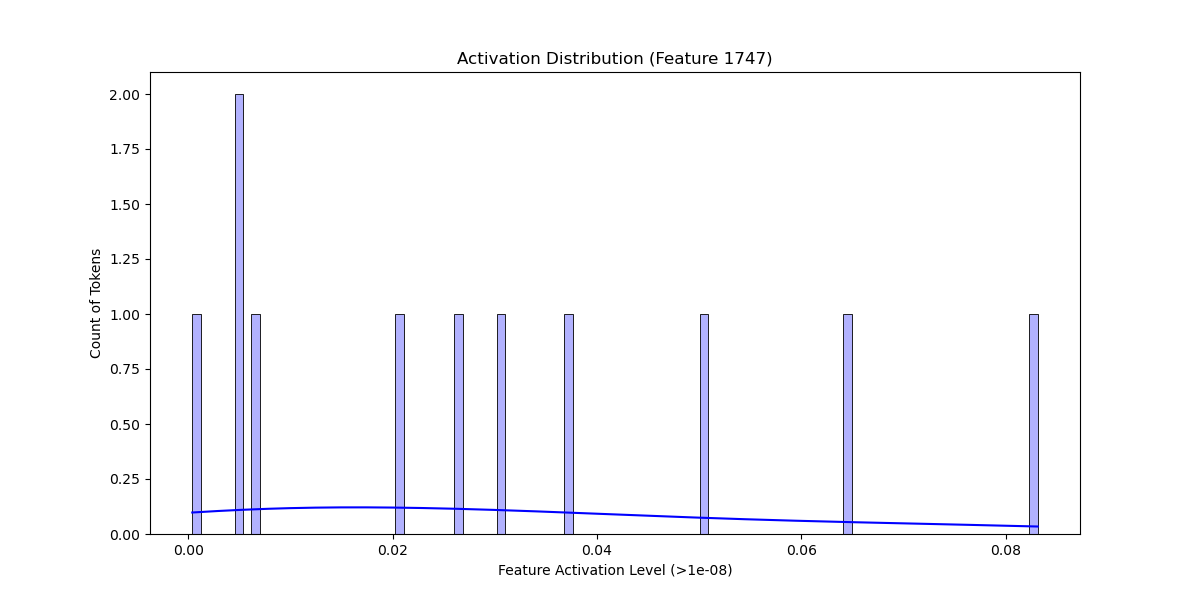 Activation Distribution (Feature 1747)
Count of Tokens
2.00
1.75
1.50
1.25
1.00
0.75
0.50
0.25
0.00
0.00 0.02 0.04 0.06 0.08
Feature Activation Level (>1e-08)